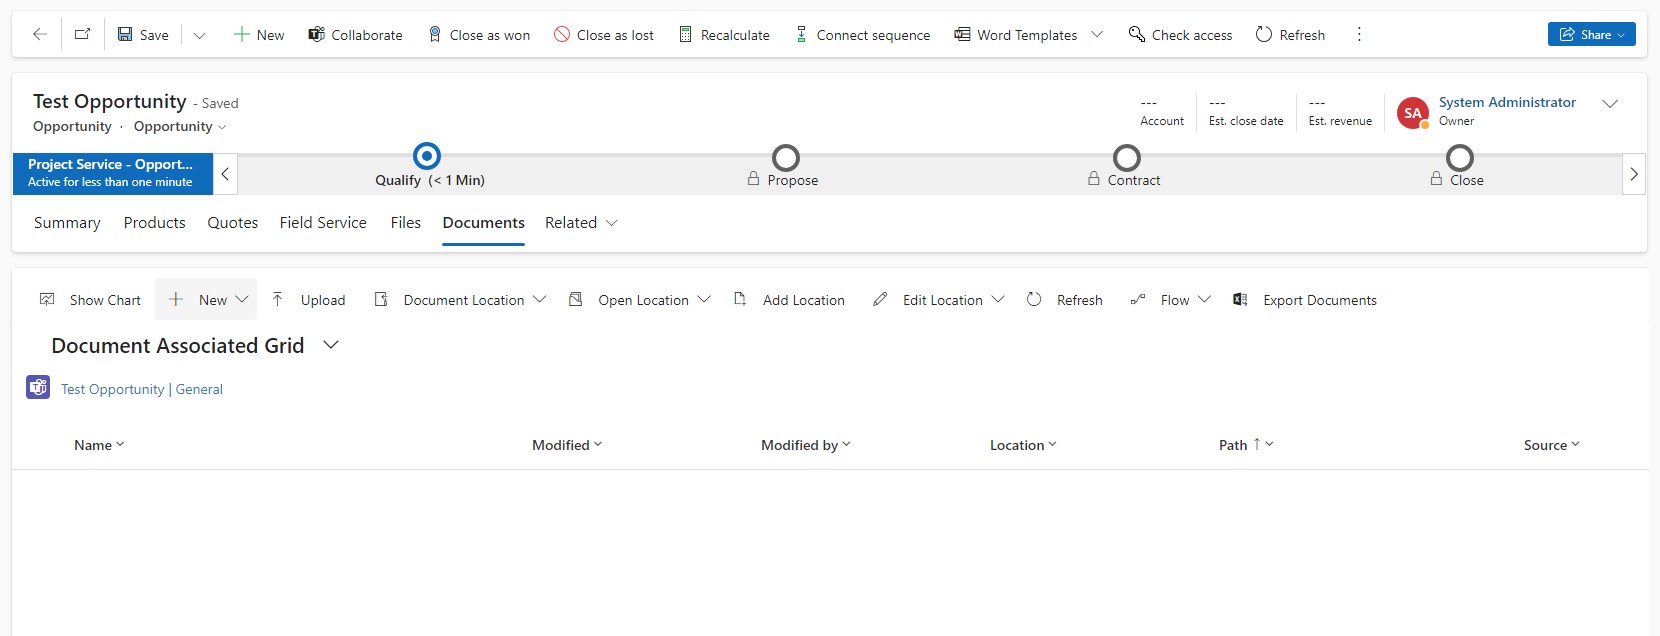 Save New Collaborate Close as won Close as lost Recalculate Connect sequence Word Templates Check access Refresh Share
Test Opportunity - Saved
Opportunity · Opportunity
--- --- ---
Account Est. close date Est. revenue
SA System Administrator
Owner
Project Service - Opport...
Active for less than one minute
Qualify (< 1 Min) Propose Contract Close
Summary Products Quotes Field Service Files Documents Related
Show Chart New Upload Document Location Open Location Add Location Edit Location Refresh Flow Export Documents
Document Associated Grid
Test Opportunity | General
Name Modified Modified by Location Path ↑ Source